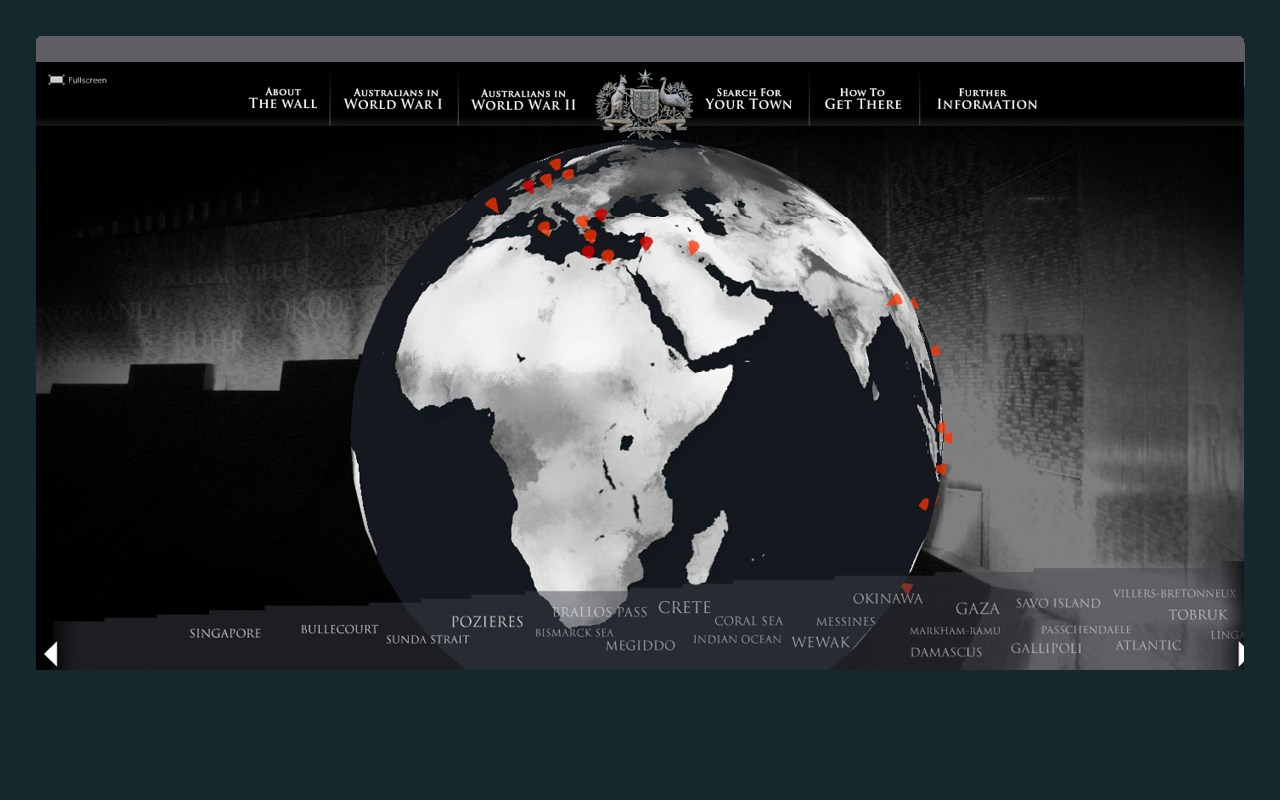 Fullscreen
ABOUT
THE WALL
AUSTRALIANS IN
WORLD WAR I
AUSTRALIANS IN
WORLD WAR II
SEARCH FOR
YOUR TOWN
HOW TO
GET THERE
FURTHER
INFORMATION
NORMANDY
KOKODA
RUHR
SINGAPORE
BULLECOURT
SUNDA STRAIT
POZIERES
BRALLOS PASS
BISMARCK SEA
MEGIDDO
CRETE
CORAL SEA
INDIAN OCEAN
MESSINES
WEWAK
OKINAWA
GAZA
MARKHAM-RAMU
DAMASCUS
SAVO ISLAND
PASSCHENDAELE
GALLIPOLI
VILLERS-BRETONNEUX
TOBRUK
ATLANTIC